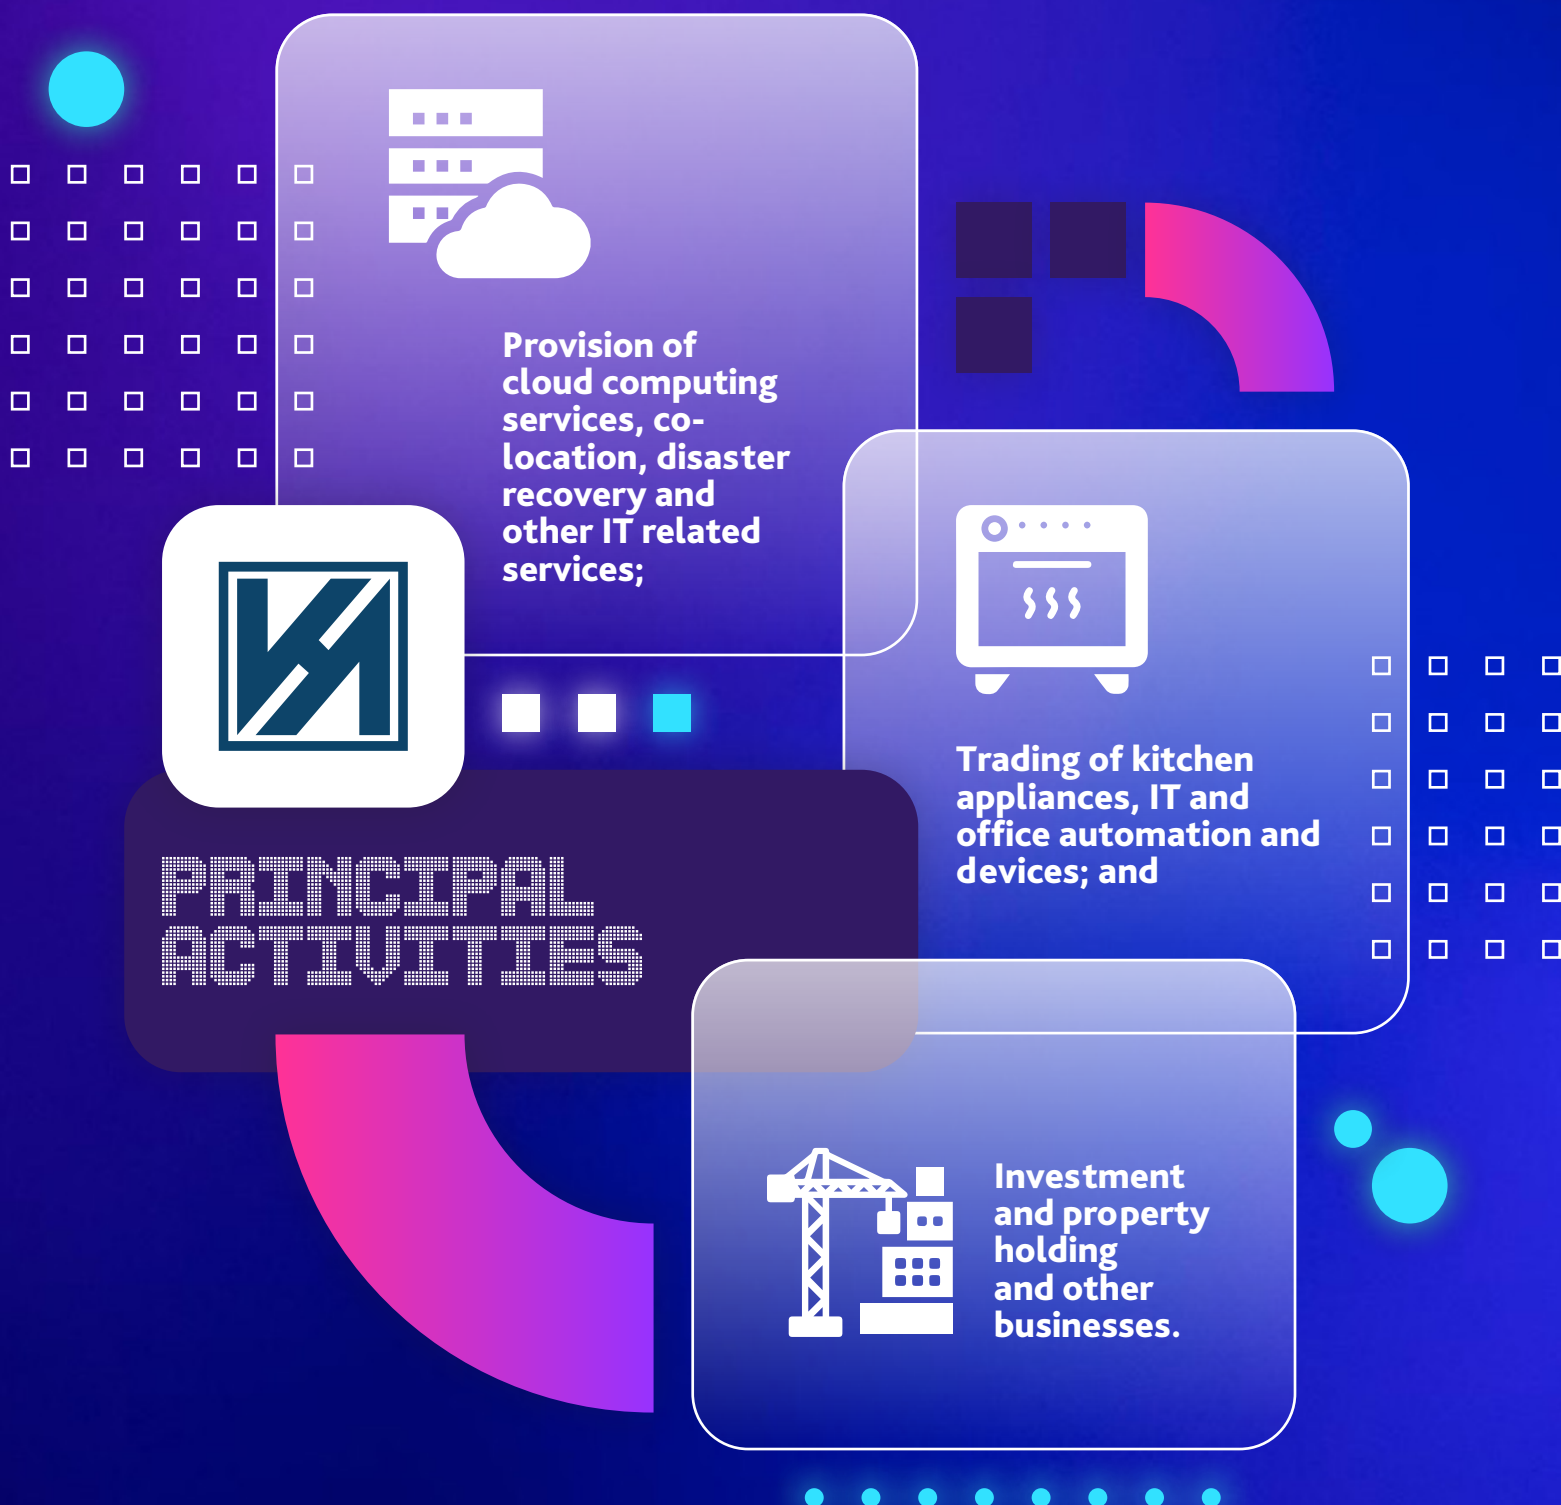 Provision of
cloud computing
services, co-
location, disaster
recovery and
other IT related
services;
Trading of kitchen
appliances, IT and
office automation and
devices; and
PRINCIPAL
ACTIVITIES
Investment
and property
holding
and other
businesses.